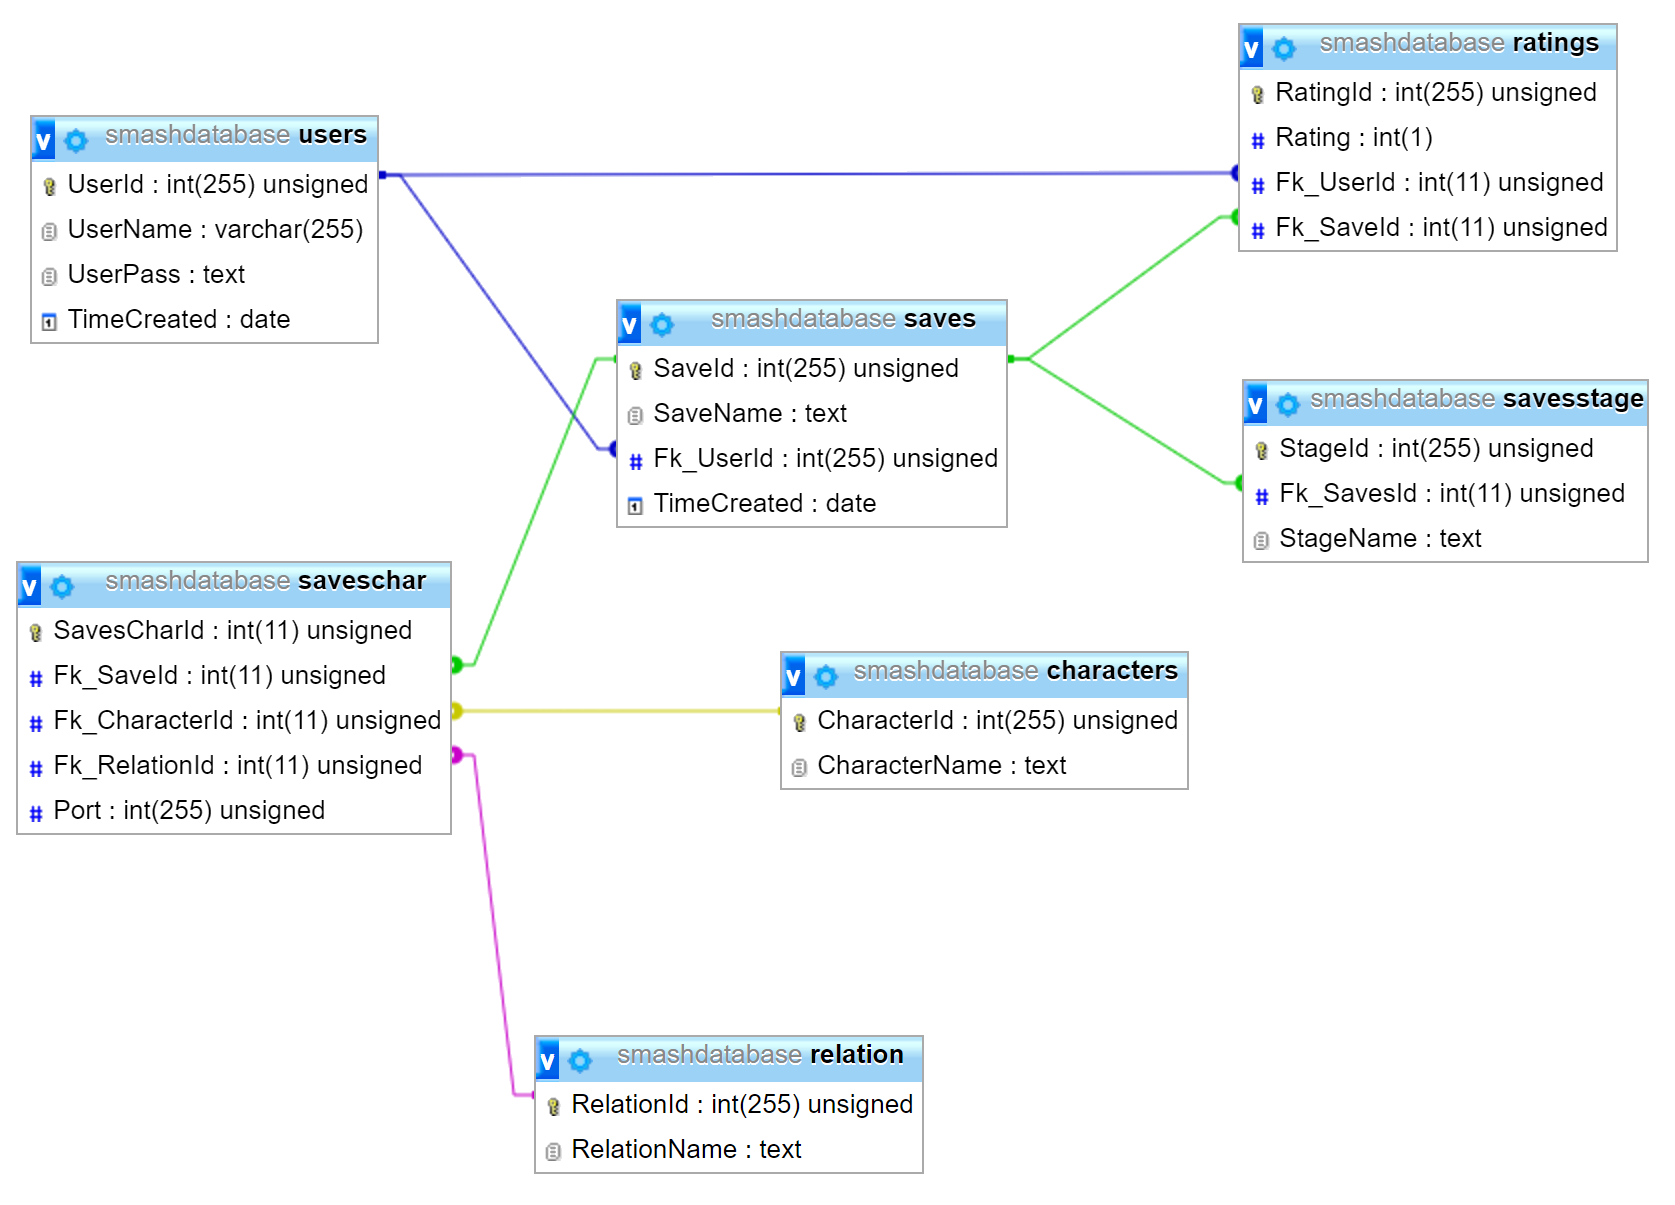 smashdatabase users
UserId : int(255) unsigned
UserName : varchar(255)
UserPass : text
TimeCreated : date
smashdatabase ratings
RatingId : int(255) unsigned
Rating : int(1)
Fk_UserId : int(11) unsigned
Fk_SaveId : int(11) unsigned
smashdatabase saves
SaveId : int(255) unsigned
SaveName : text
Fk_UserId : int(255) unsigned
TimeCreated : date
smashdatabase savesstage
StageId : int(255) unsigned
Fk_SavesId : int(11) unsigned
StageName : text
smashdatabase saveschar
SavesCharId : int(11) unsigned
Fk_SaveId : int(11) unsigned
Fk_CharacterId : int(11) unsigned
Fk_RelationId : int(11) unsigned
Port : int(255) unsigned
smashdatabase characters
CharacterId : int(255) unsigned
CharacterName : text
smashdatabase relation
RelationId : int(255) unsigned
RelationName : text